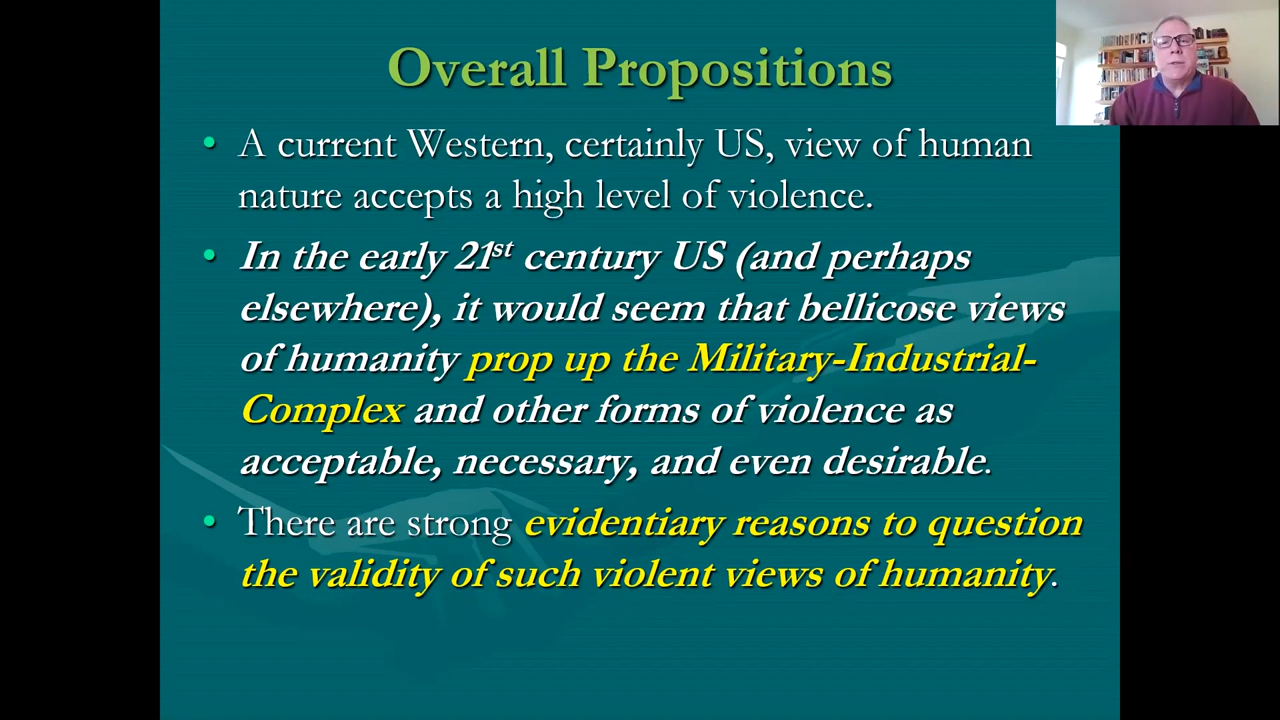 Overall Propositions
• A current Western, certainly US, view of human
nature accepts a high level of violence.
• In the early 21st century US (and perhaps
elsewhere), it would seem that bellicose views
of humanity prop up the Military-Industrial-
Complex and other forms of violence as
acceptable, necessary, and even desirable.
• There are strong evidentiary reasons to question
the validity of such violent views of humanity.